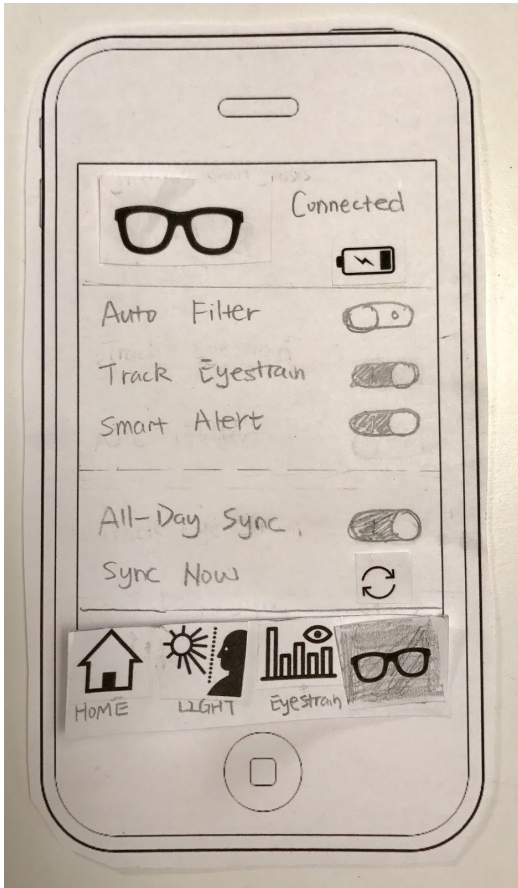 Connected
Auto Filter
Track Eyestrain
Smart Alert
All-Day Sync
Sync Now
HOME
LIGHT
Eyestrain